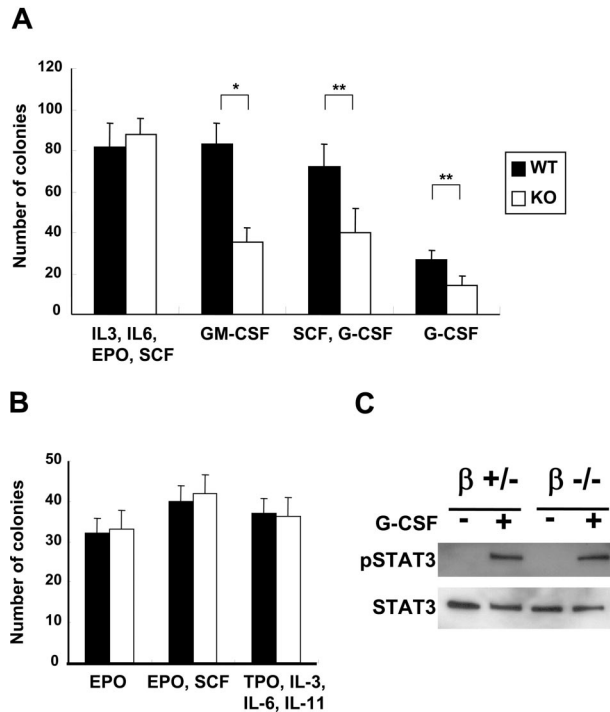 A
Number of colonies
120
100
80
60
40
20
0
*
**
**
WT
KO
IL3, IL6,
EPO, SCF
GM-CSF
SCF, G-CSF
G-CSF
B
Number of colonies
50
40
30
20
10
0
EPO
EPO, SCF
TPO, IL-3,
IL-6, IL-11
C
β +/-
β -/-
G-CSF - + - +
pSTAT3
STAT3